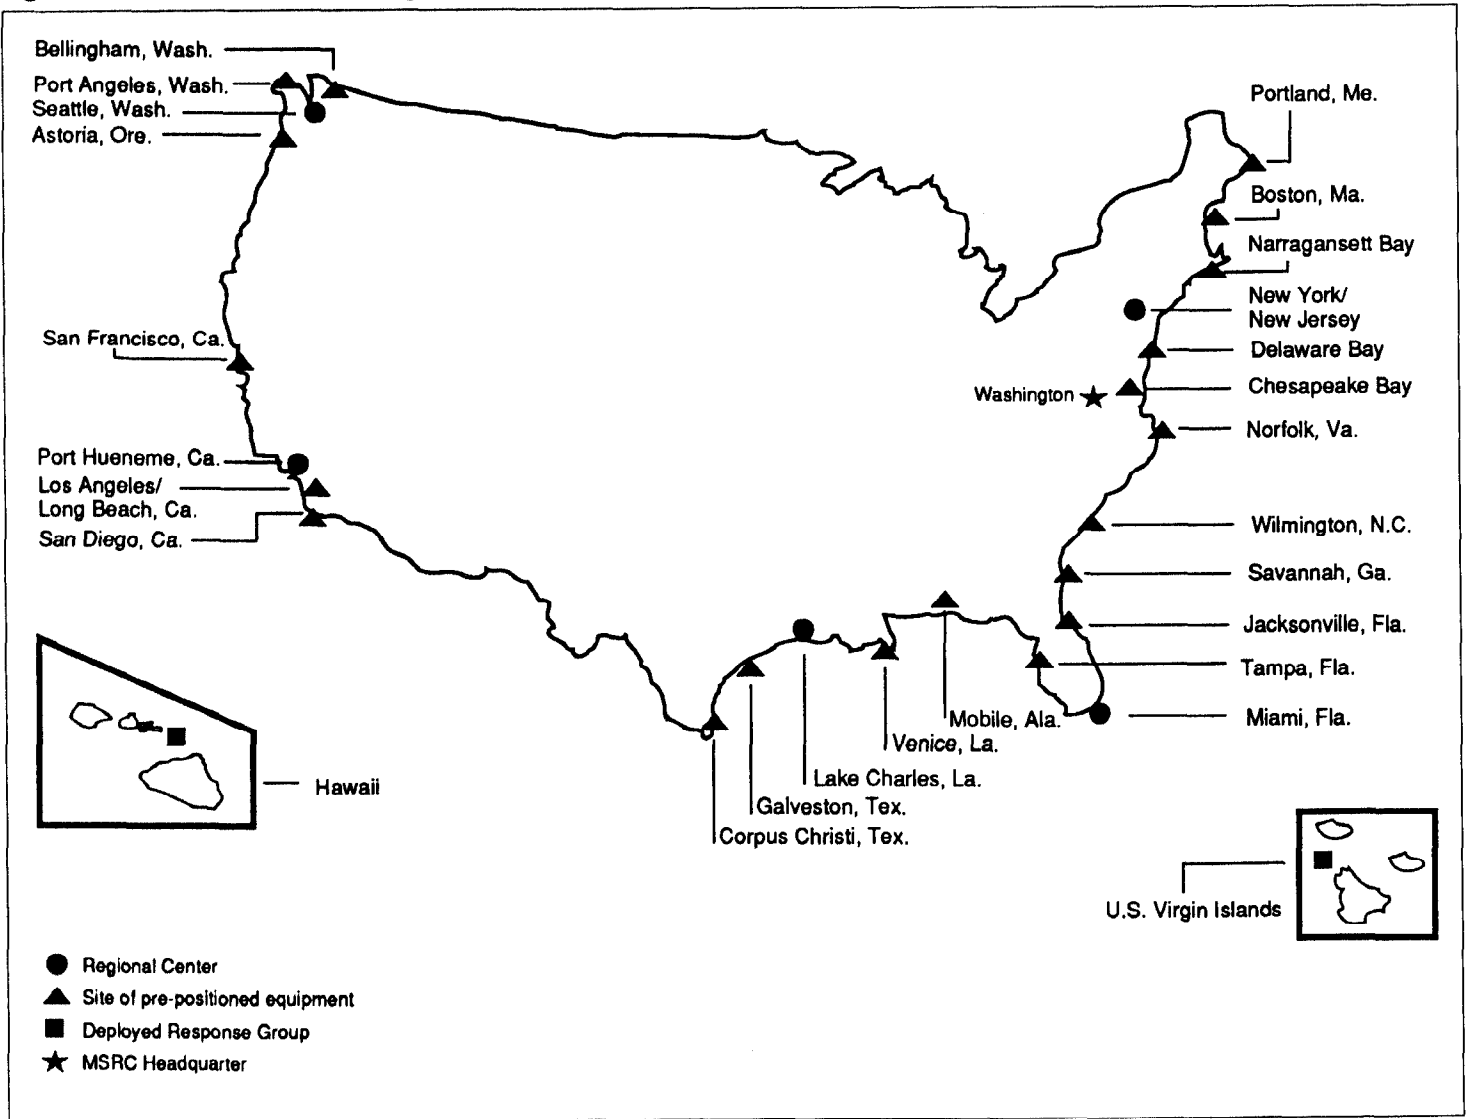 Bellingham, Wash.
Port Angeles, Wash.
Seattle, Wash.
Astoria, Ore.
San Francisco, Ca.
Port Hueneme, Ca.
Los Angeles/
Long Beach, Ca.
San Diego, Ca.
Portland, Me.
Boston, Ma.
Narragansett Bay
New York/
New Jersey
Delaware Bay
Washington
Chesapeake Bay
Norfolk, Va.
Wilmington, N.C.
Savannah, Ga.
Jacksonville, Fla.
Tampa, Fla.
Miami, Fla.
Mobile, Ala.
Venice, La.
Lake Charles, La.
Galveston, Tex.
Corpus Christi, Tex.
Hawaii
U.S. Virgin Islands
Regional Center
Site of pre-positioned equipment
Deployed Response Group
MSRC Headquarter